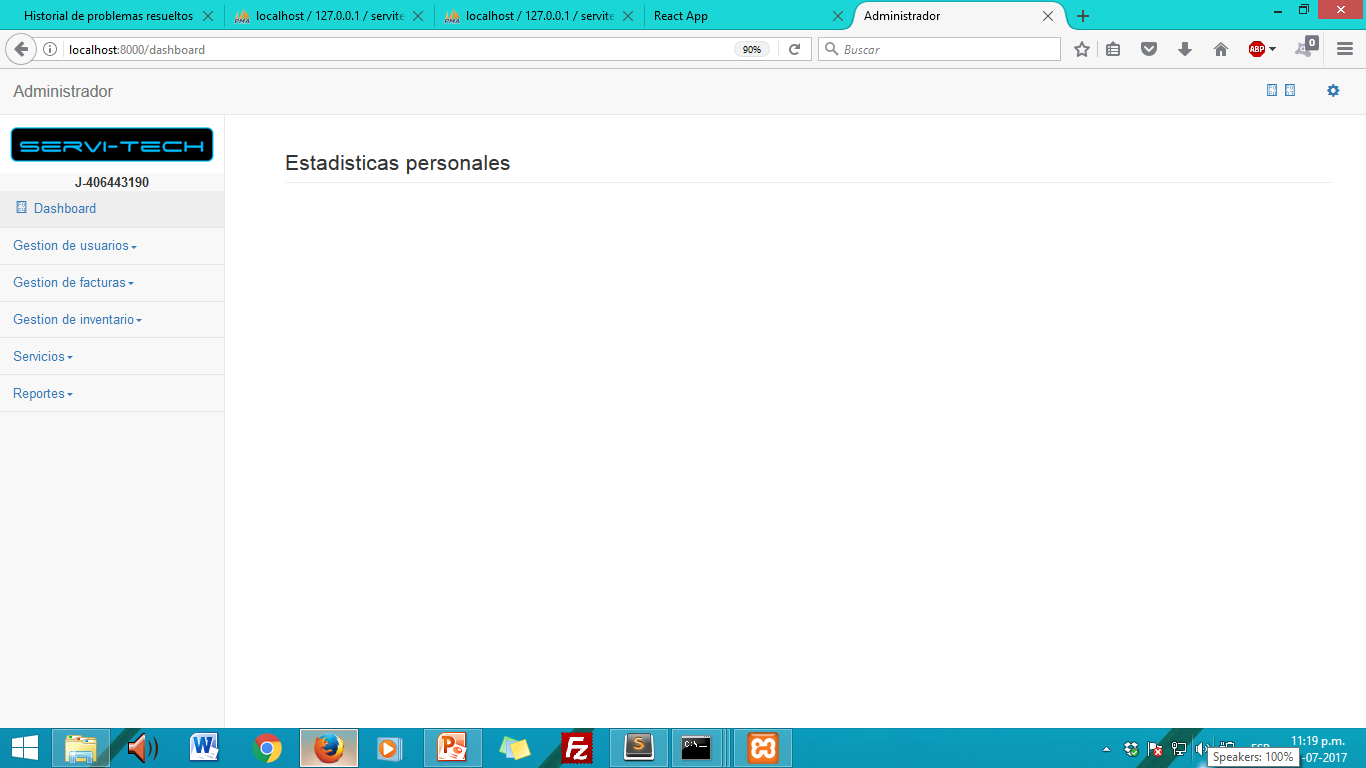 Historial de problemas resueltos
localhost / 127.0.0.1 / servite
localhost / 127.0.0.1 / servite
React App
Administrador
localhost:8000/dashboard
90%
Buscar
ABP
0
Administrador
SERVI-TECH
J-406443190
Dashboard
Gestion de usuarios
Gestion de facturas
Gestion de inventario
Servicios
Reportes
Estadisticas personales
11:19 p.m.
-07-2017
Speakers: 100%